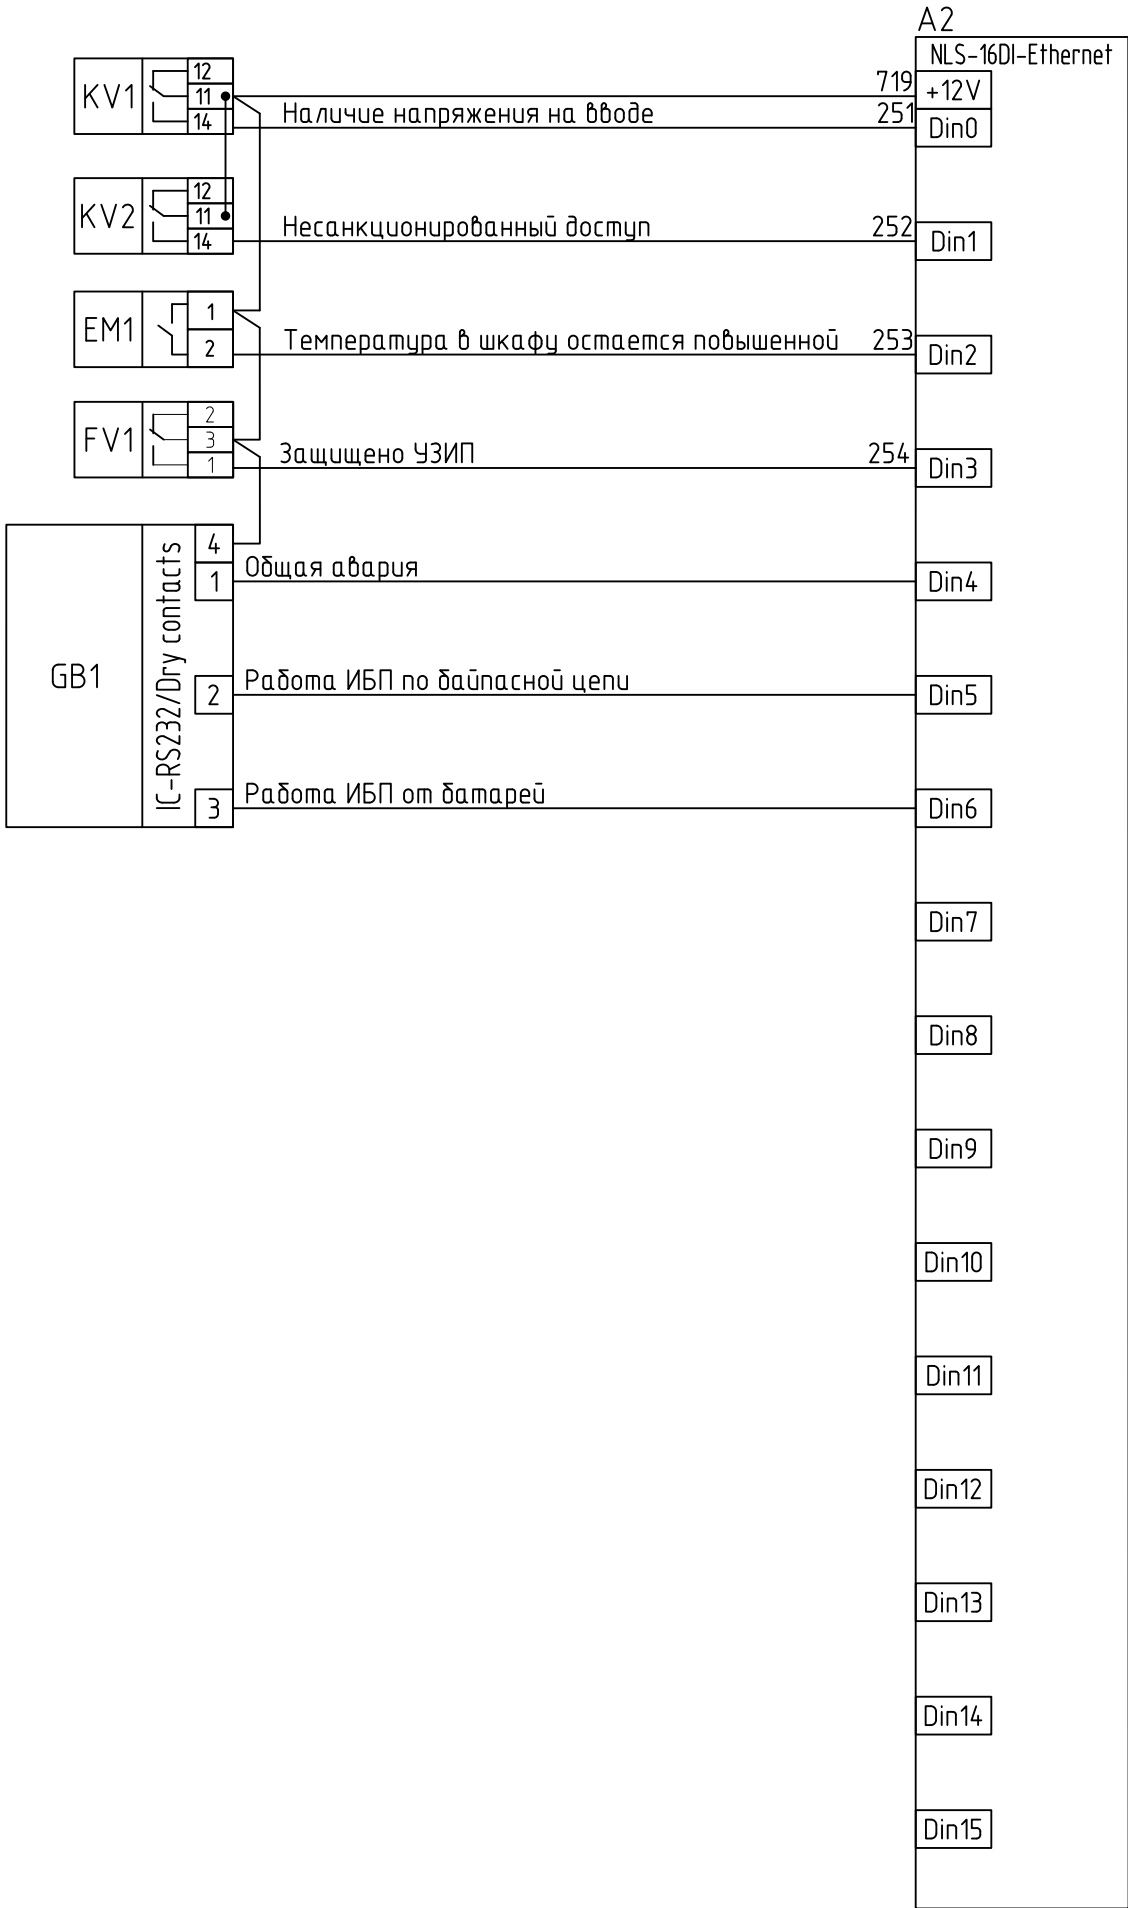 A2
NLS-16DI-Ethernet
KV1
12
11
14
719
+12V
Наличие напряжения на вводе
251
Din0
KV2
12
11
14
Несанкционированный доступ
252
Din1
EM1
1
2
Температура в шкафу остается повышенной
253
Din2
FV1
2
3
1
Защищено УЗИП
254
Din3
GB1
IC-RS232/Dry contacts
4
1
Общая авария
Din4
2
Работа ИБП по байпасной цепи
Din5
3
Работа ИБП от батарей
Din6
Din7
Din8
Din9
Din10
Din11
Din12
Din13
Din14
Din15